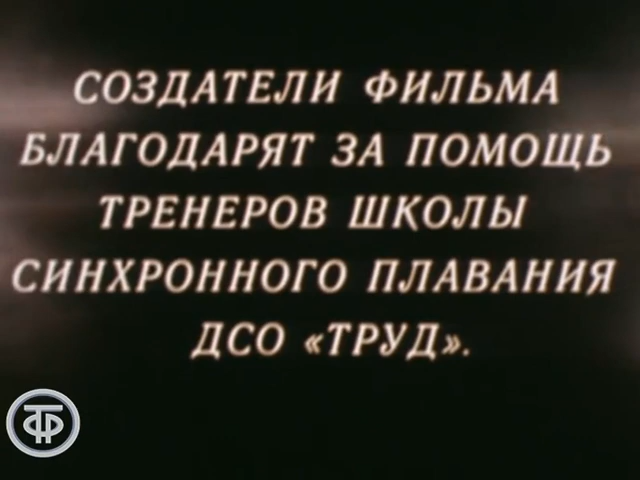 СОЗДАТЕЛИ ФИЛЬМА
БЛАГОДАРЯТ ЗА ПОМОЩЬ
ТРЕНЕРОВ ШКОЛЫ
СИНХРОННОГО ПЛАВАНИЯ
ДСО «ТРУД».